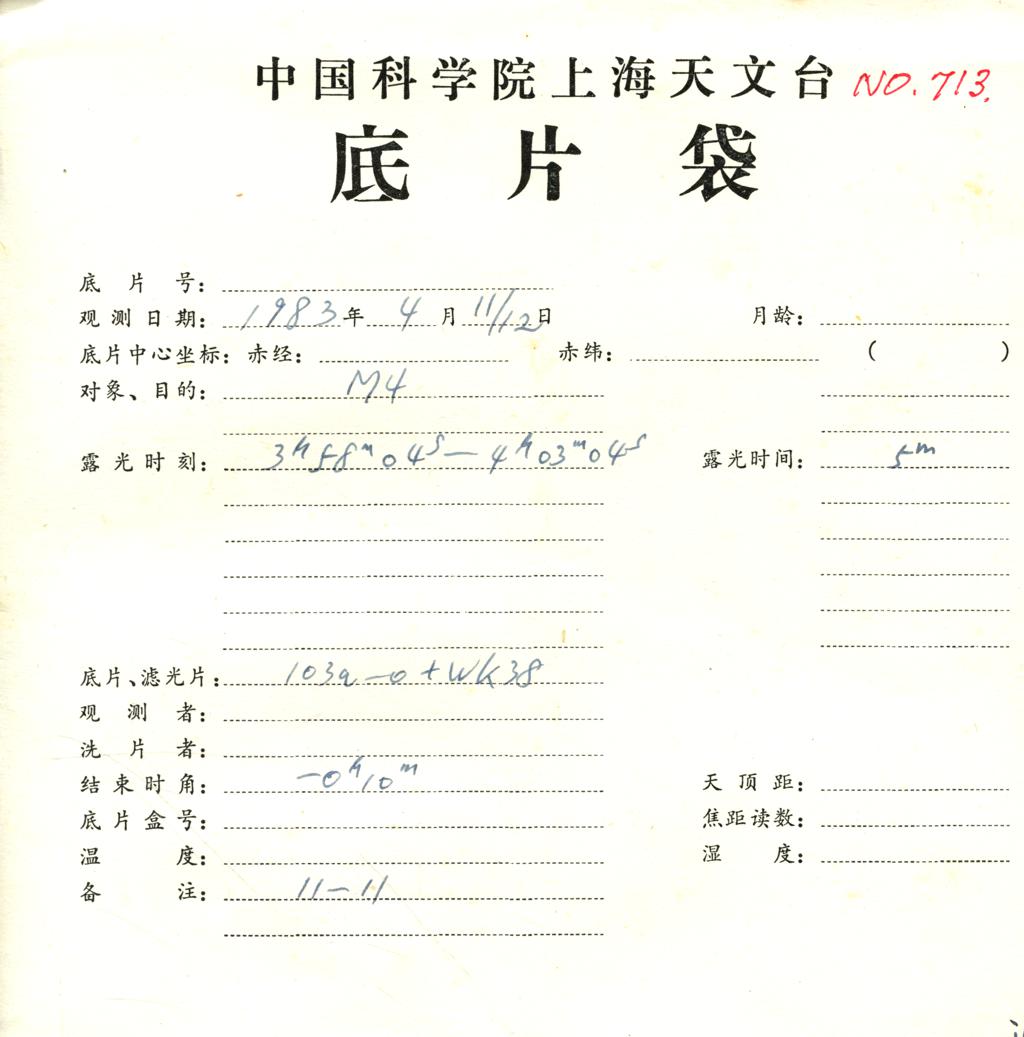 中国科学院上海天文台 NO.713.
底片袋
底片号：
观测日期：1983年4月11/12日 月龄：
底片中心坐标：赤经： 赤纬： ( )
对象、目的：M4
露光时刻：3h58m04s—4h03m04s 露光时间：5m
底片、滤光片：103a-o+WK38
观测者：
洗片者：
结束时角：-0h10m 天顶距：
底片盒号： 焦距读数：
温度： 湿度：
备注：11-11